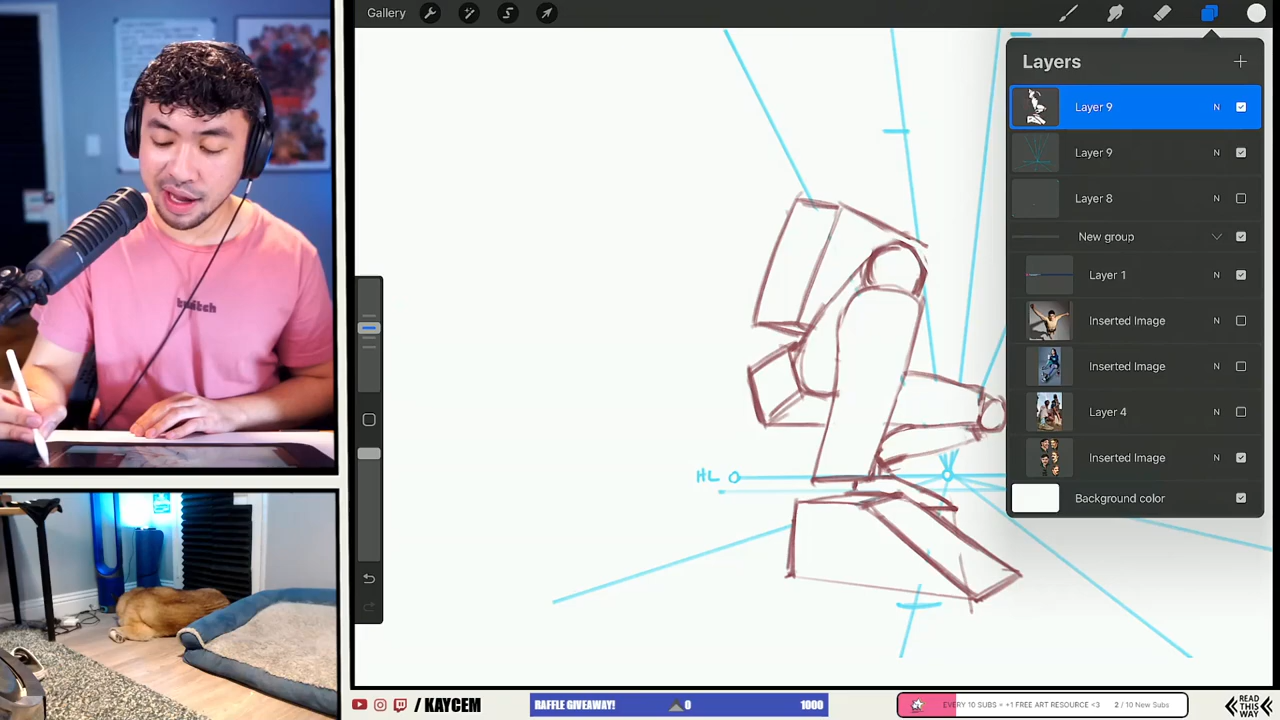 Gallery
Layers
Layer 9 N
Layer 9 N
Layer 8 N
New group
Layer 1 N
Inserted Image N
Inserted Image N
Layer 4 N
Inserted Image N
Background color
twitch
HL
/ KAYCEM
RAFFLE GIVEAWAY! 0 1000
EVERY 10 SUBS = +1 FREE ART RESOURCE <3 2 / 10 New Subs
READ
THIS
WAY